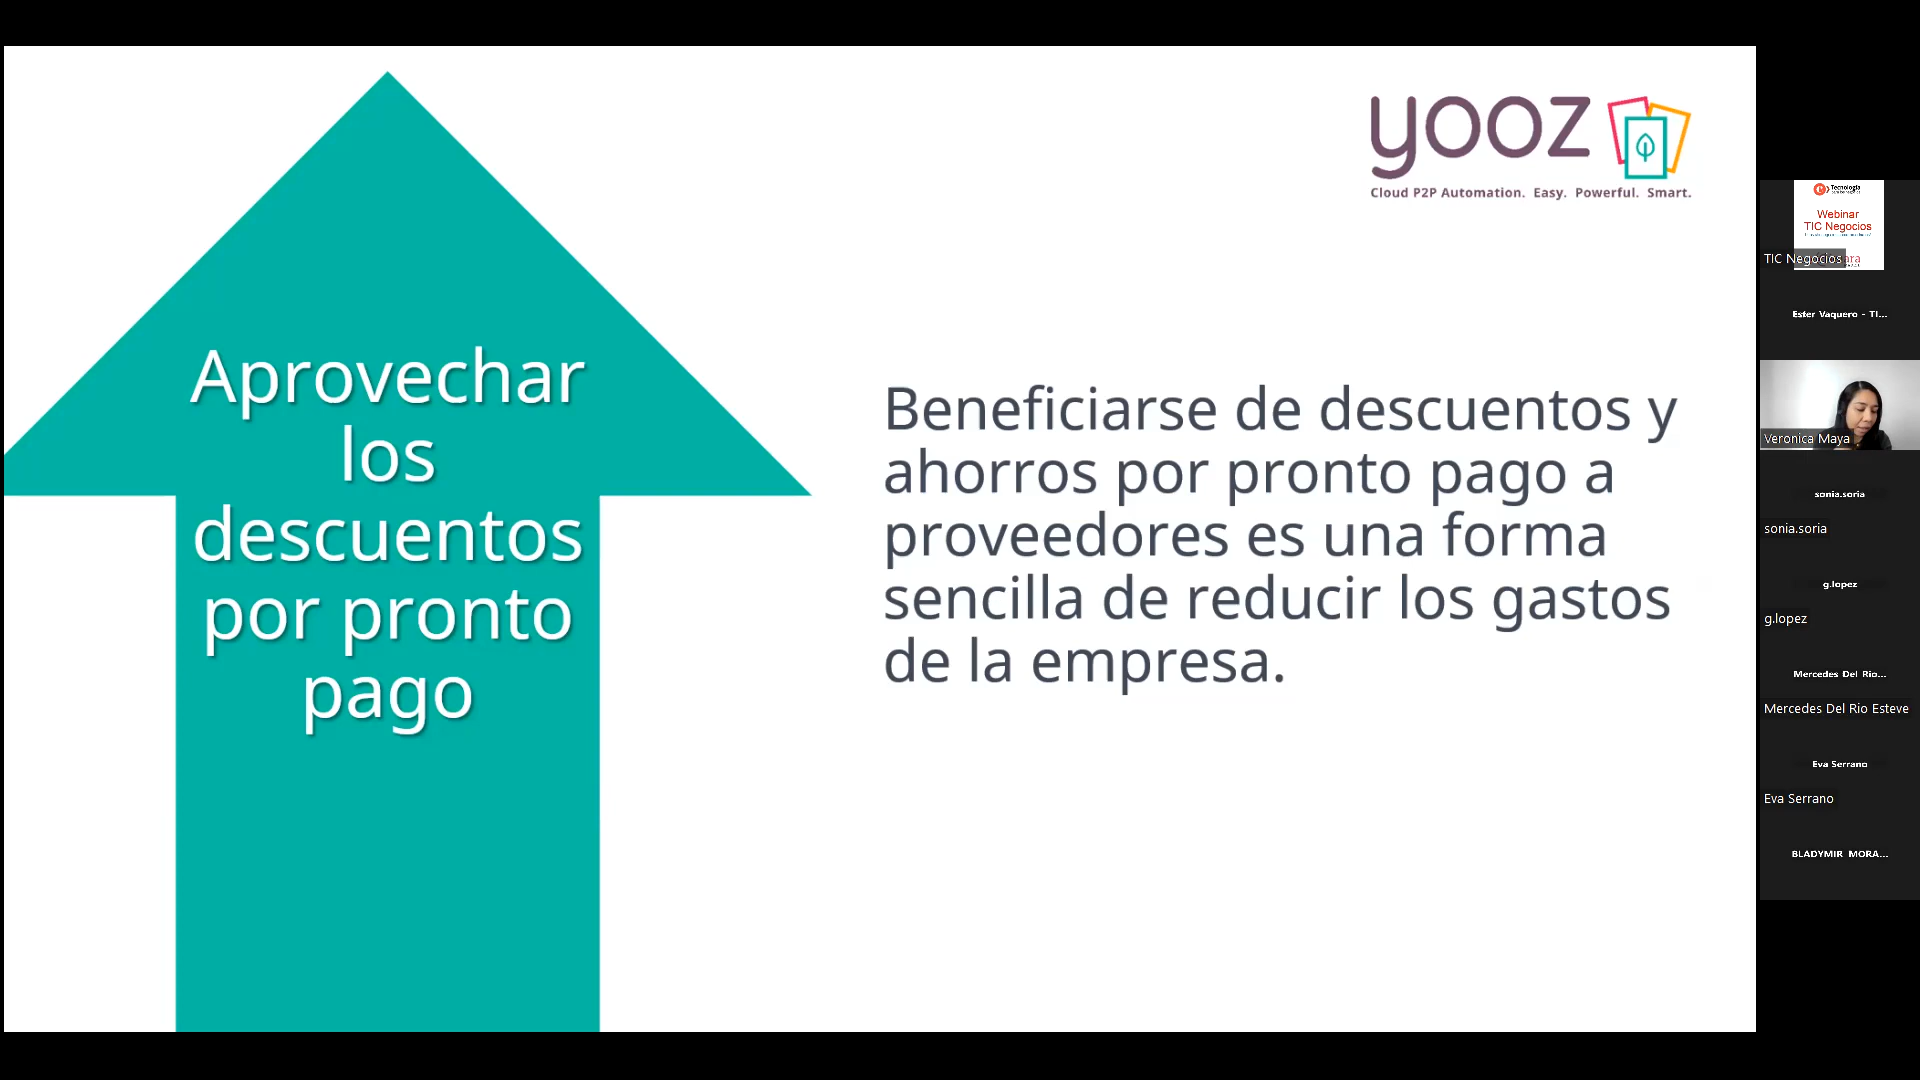 yooz
Cloud P2P Automation. Easy. Powerful. Smart.
Aprovechar
los
descuentos
por pronto
pago
Beneficiarse de descuentos y
ahorros por pronto pago a
proveedores es una forma
sencilla de reducir los gastos
de la empresa.
Tecnología
Webinar
TIC Negocios
TIC Negocios
Ester Vaquero - TI...
Veronica Maya
sonia.soria
sonia.soria
g.lopez
g.lopez
Mercedes Del Rio...
Mercedes Del Rio Esteve
Eva Serrano
Eva Serrano
BLADYMIR MORA...